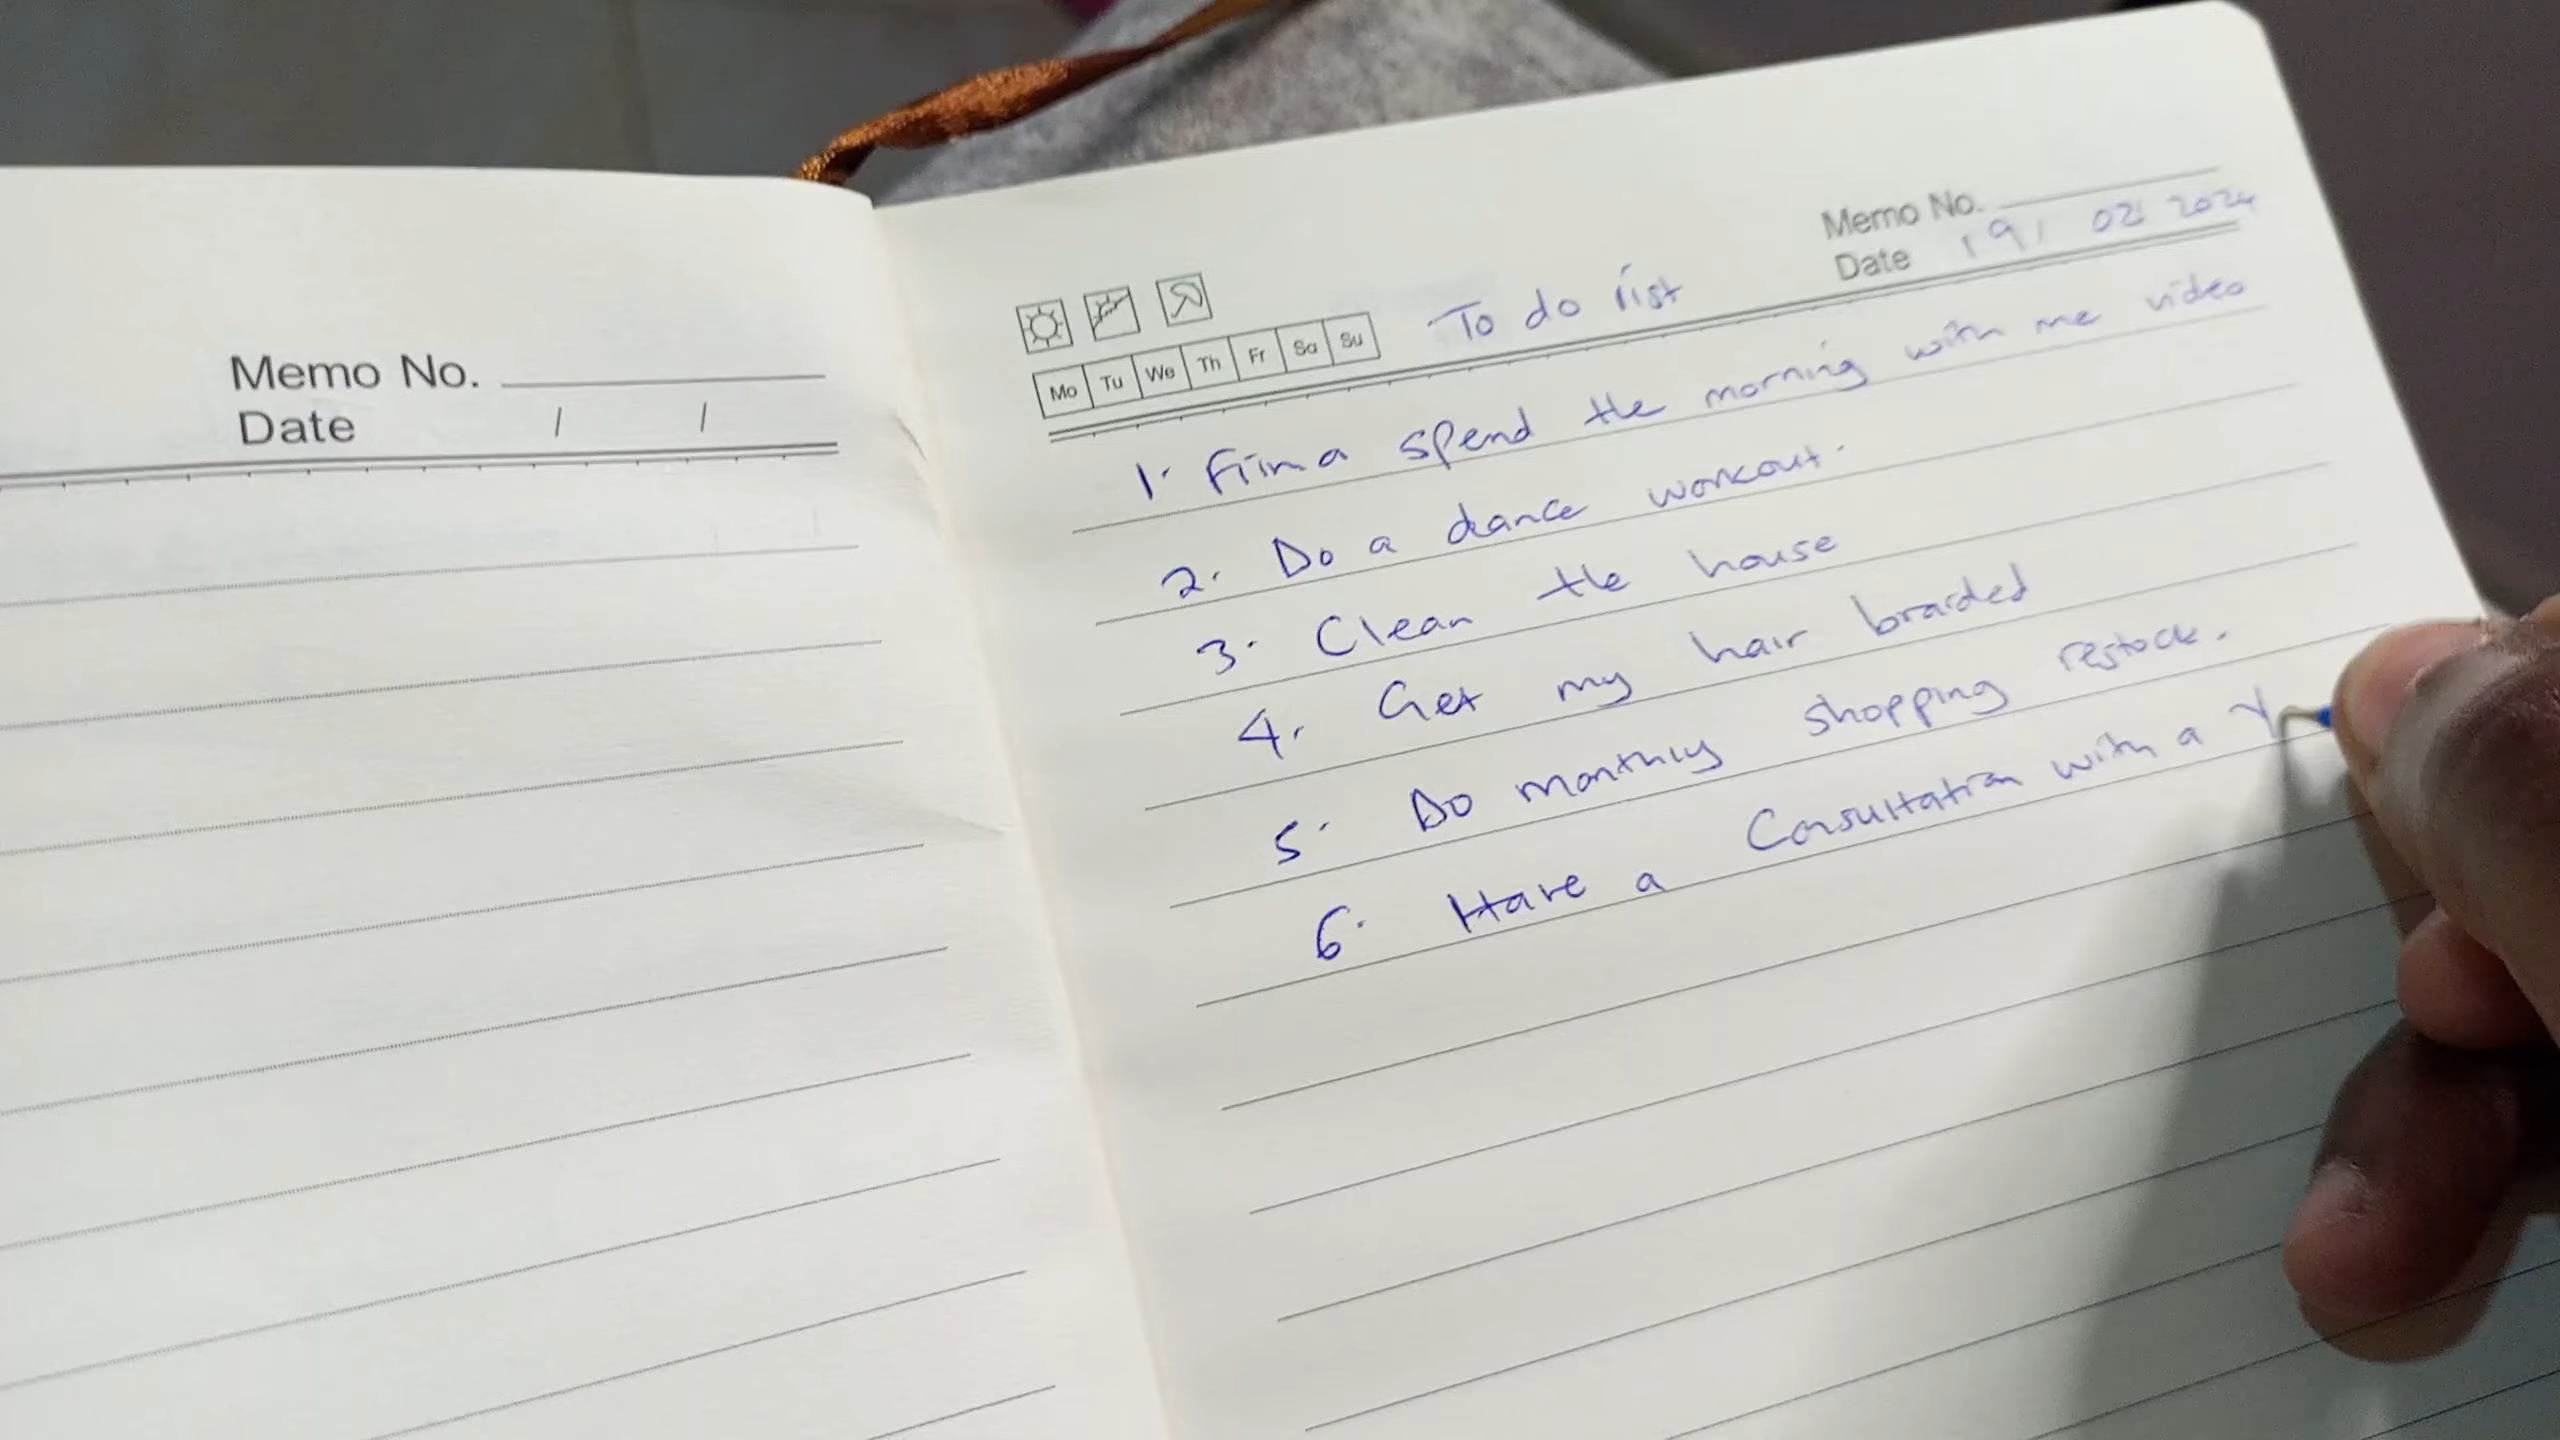 Memo No.
Date / /
Memo No.
Date 19/ 02/ 2024
To do list
Mo Tu We Th Fr Sa Su
1. Film a spend the morning with me video
2. Do a dance workout.
3. Clean the house
4. Get my hair braided
5. Do monthly shopping restock.
6. Have a Consultation with a Y